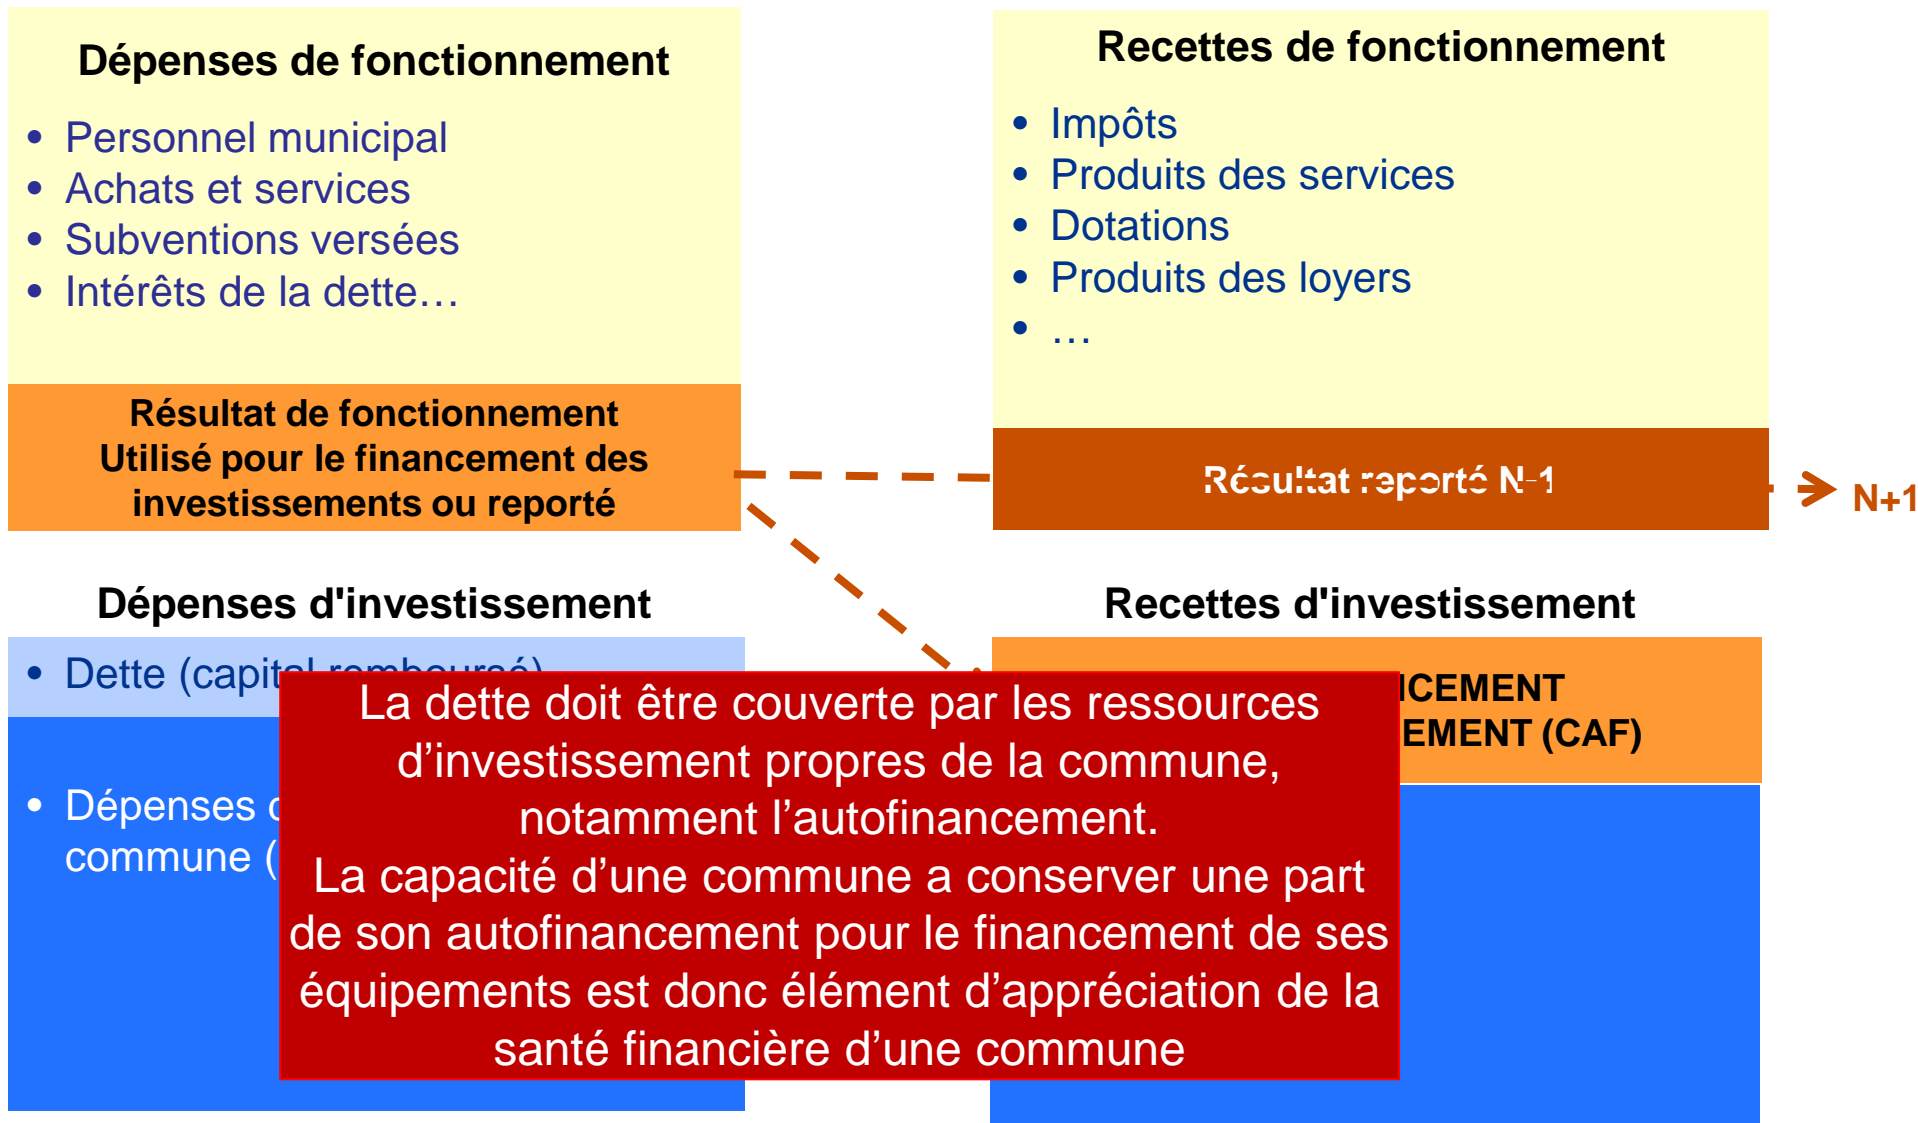 Dépenses de fonctionnement
• Personnel municipal
• Achats et services
• Subventions versées
• Intérêts de la dette…
Résultat de fonctionnement
Utilisé pour le financement des
investissements ou reporté
Recettes de fonctionnement
• Impôts
• Produits des services
• Dotations
• Produits des loyers
• …
Résultat reporté N-1
N+1
Dépenses d'investissement
• Dette (capital remboursé)
• Dépenses
commune (
Recettes d'investissement
NCEMENT
EMENT (CAF)
La dette doit être couverte par les ressources
d’investissement propres de la commune,
notamment l’autofinancement.
La capacité d’une commune a conserver une part
de son autofinancement pour le financement de ses
équipements est donc élément d’appréciation de la
santé financière d’une commune